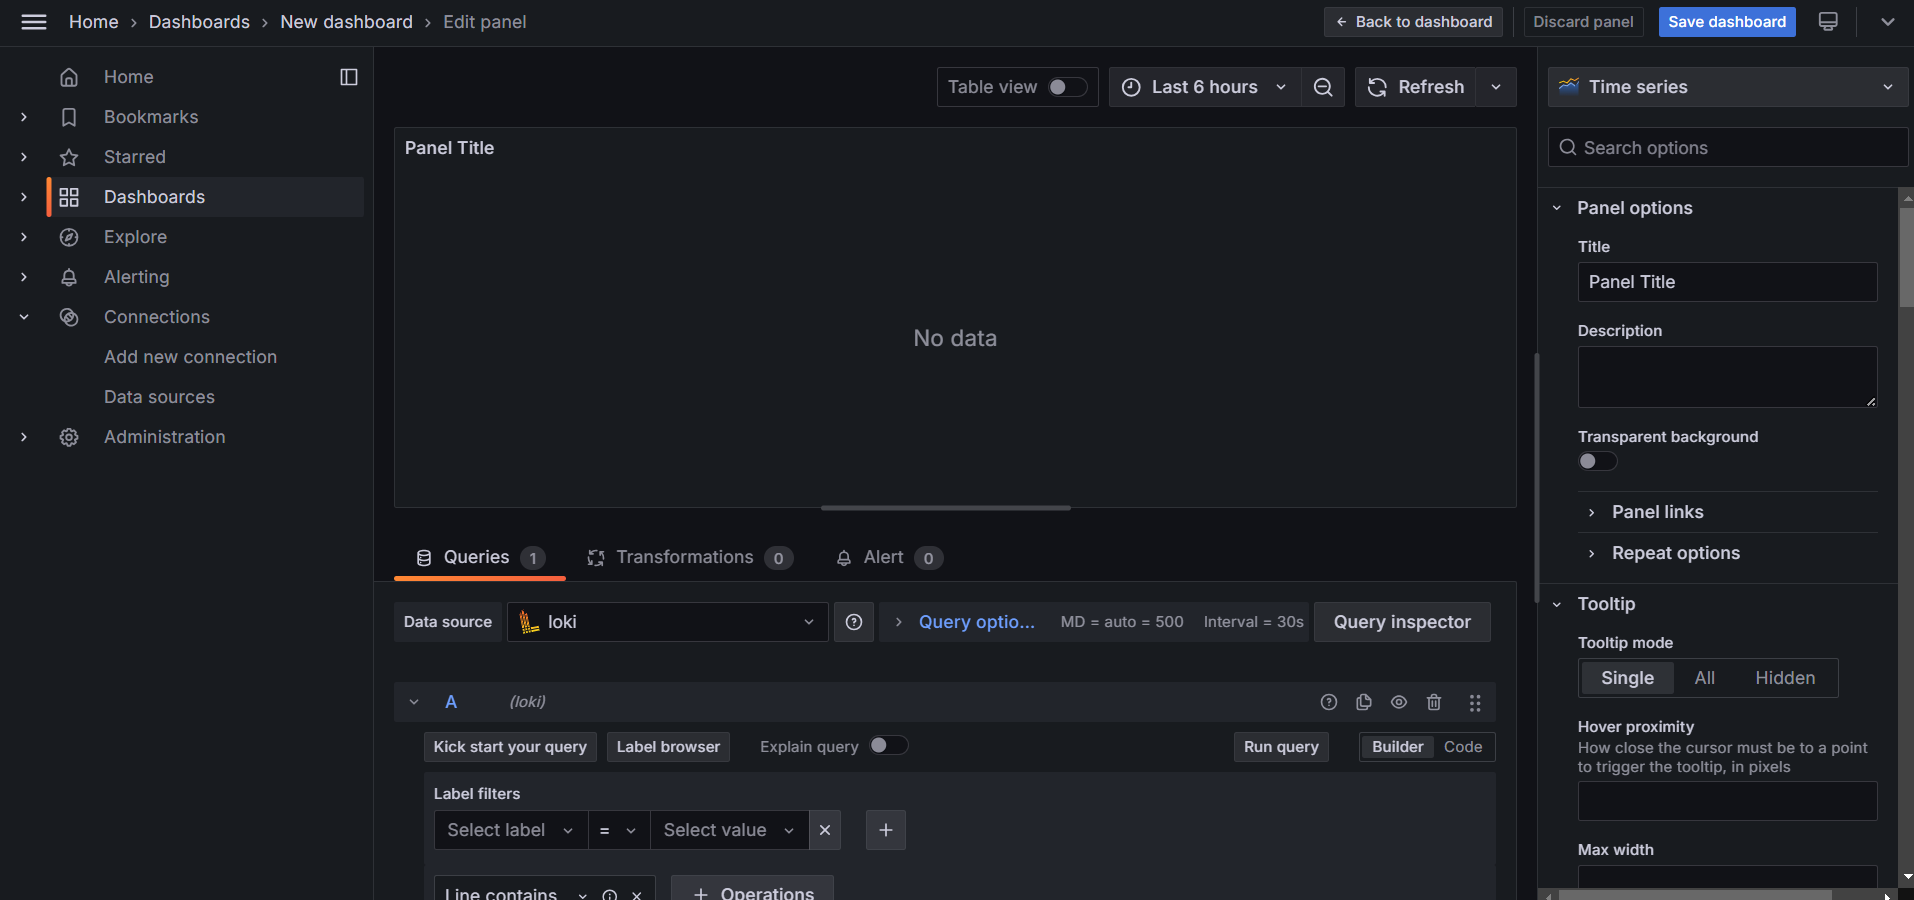 Home › Dashboards › New dashboard › Edit panel
← Back to dashboard
Discard panel
Save dashboard
Home
Bookmarks
Starred
Dashboards
Explore
Alerting
Connections
Add new connection
Data sources
Administration
Table view
Last 6 hours
Refresh
Panel Title
No data
Queries 1
Transformations 0
Alert 0
Data source
loki
Query optio...
MD = auto = 500
Interval = 30s
Query inspector
A
(loki)
Kick start your query
Label browser
Explain query
Run query
Builder
Code
Label filters
Select label
=
Select value
Line contains
+ Operations
Time series
Search options
Panel options
Title
Panel Title
Description
Transparent background
Panel links
Repeat options
Tooltip
Tooltip mode
Single
All
Hidden
Hover proximity
How close the cursor must be to a point
to trigger the tooltip, in pixels
Max width